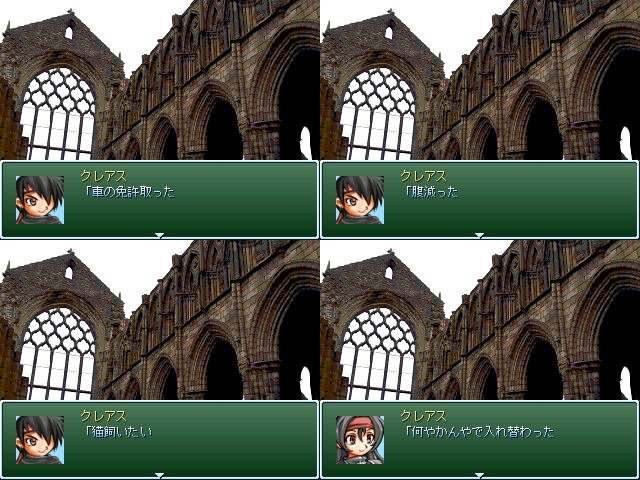 クレアス
「車の免許取った
クレアス
「腹減った
クレアス
「猫飼いたい
クレアス
「何やかんやで入れ替わった